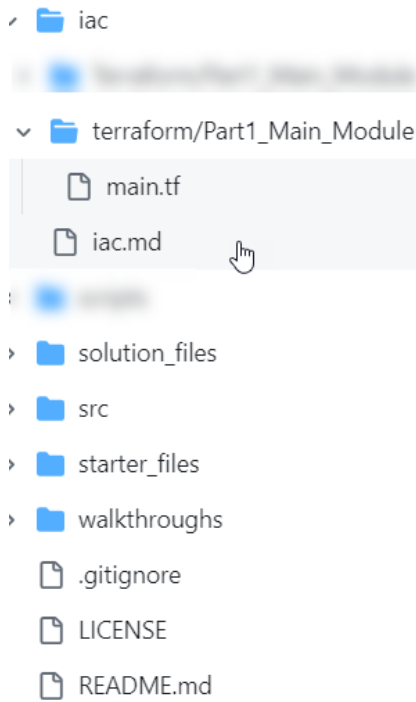 iac
terraform/Part1_Main_Module
main.tf
iac.md
solution_files
src
starter_files
walkthroughs
.gitignore
LICENSE
README.md